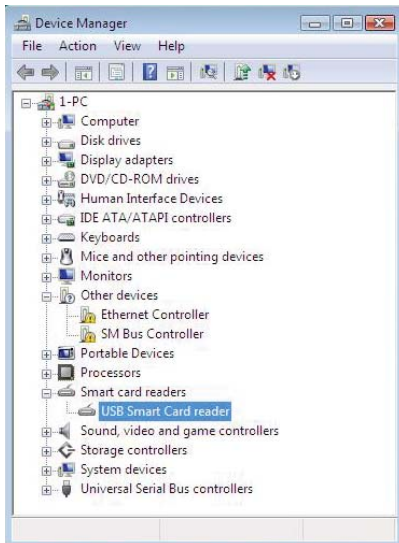 Device Manager
File Action View Help
1-PC
Computer
Disk drives
Display adapters
DVD/CD-ROM drives
Human Interface Devices
IDE ATA/ATAPI controllers
Keyboards
Mice and other pointing devices
Monitors
Other devices
Ethernet Controller
SM Bus Controller
Portable Devices
Processors
Smart card readers
USB Smart Card reader
Sound, video and game controllers
Storage controllers
System devices
Universal Serial Bus controllers